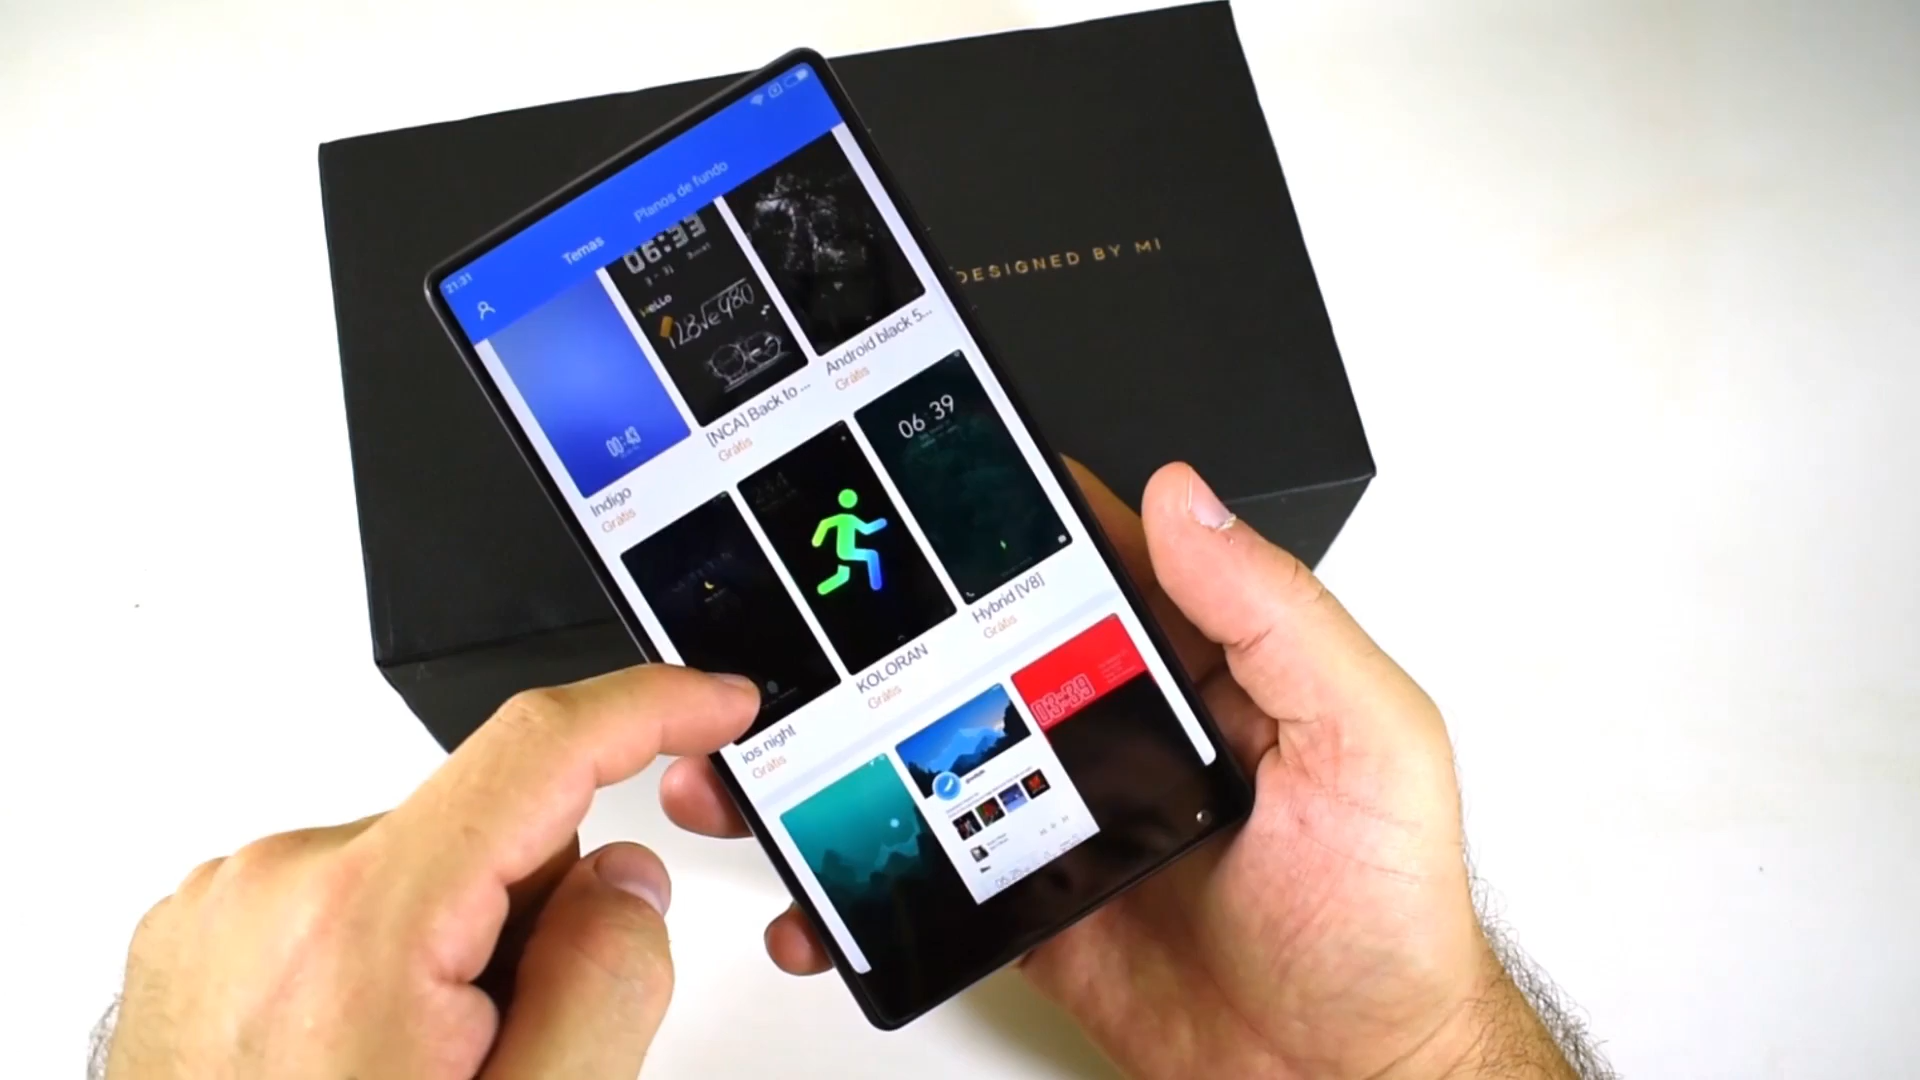 21:31
Temas
Planos de fundo
06:33
HeLLO
00:43
Indigo
Grátis
[NCA] Back to ...
Grátis
Android black 5...
Grátis
06 39
ios night
Grátis
KOLORAN
Grátis
Hybrid [V8]
Grátis
03:39
DESIGNED BY MI